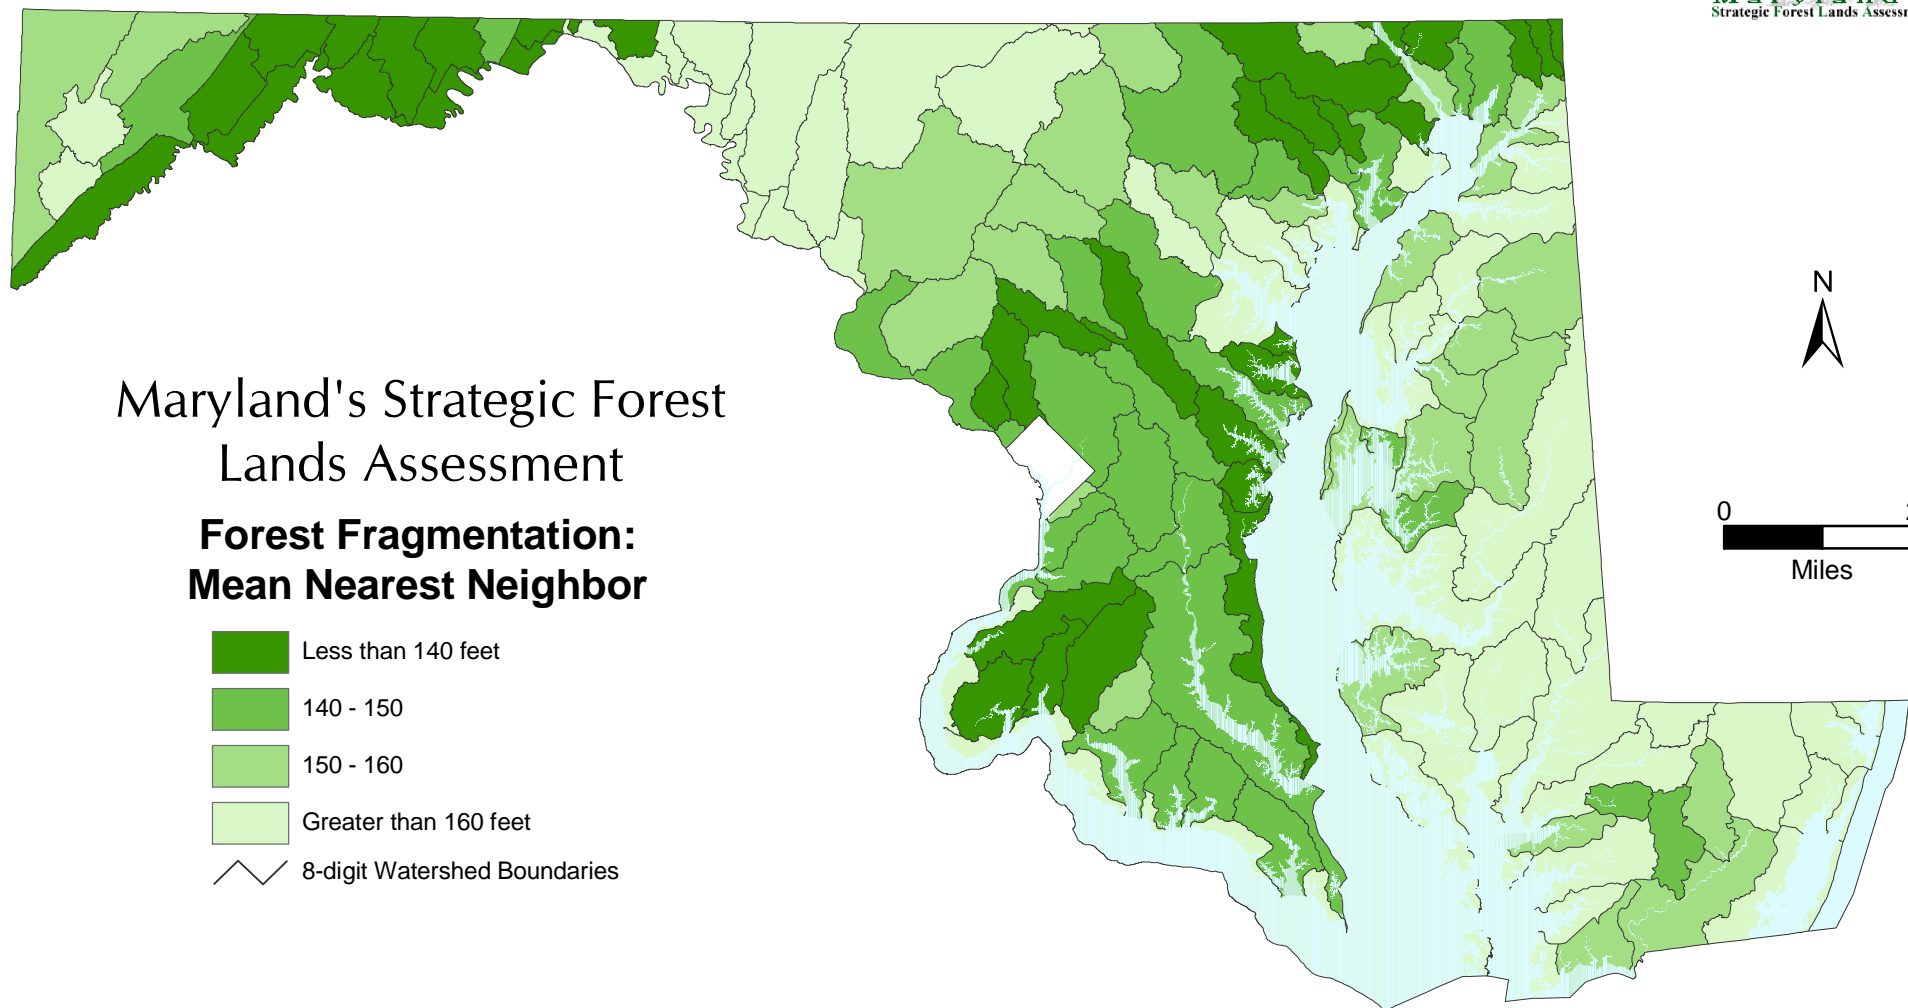 Strategic Forest Lands
Maryland's Strategic Forest
Lands Assessment
Forest Fragmentation:
Mean Nearest Neighbor
Less than 140 feet
140 - 150
150 - 160
Greater than 160 feet
8-digit Watershed Boundaries
N
0
Miles